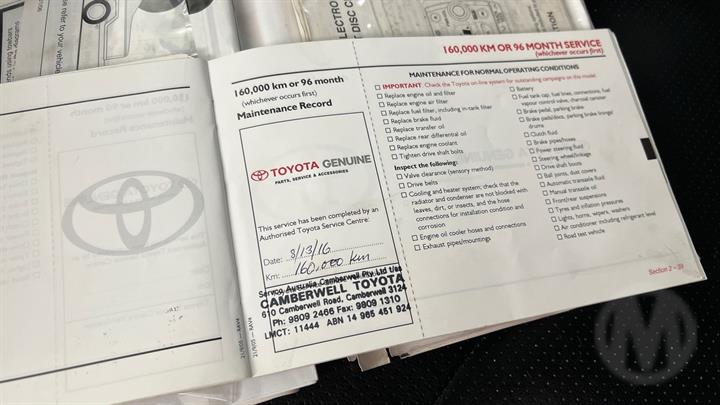 160,000 KM OR 96 MONTH SERVICE
(whichever occurs first)
160,000 km or 96 month
(whichever occurs first)
Maintenance Record
TOYOTA GENUINE
PARTS, SERVICE & ACCESSORIES
This service has been completed by an
Authorised Toyota Service Centre:
Date: 8/13/16
Km: 160,000 km
Service Australia Camberwell Pty Ltd Uas
CAMBERWELL TOYOTA
610 Camberwell Road, Camberwell 3124
Ph: 9809 2466 Fax: 9809 1310
LMCT: 11444 ABN 14 965 451 924
21/9/05 — RAV4
MAINTENANCE FOR NORMAL OPERATING CONDITIONS
IMPORTANT: Check the Toyota on-line system for outstanding campaigns on this model.
Replace engine oil and filter
Replace engine air filter
Replace fuel filter, including in-tank filter
Replace brake fluid
Replace transfer oil
Replace rear differential oil
Replace engine coolant
Tighten drive shaft bolts
Inspect the following:
Valve clearance (sensory method)
Drive belts
Cooling and heater system; check that the
radiator and condenser are not blocked with
leaves, dirt, or insects, and the hose
connections for installation condition and
corrosion
Engine oil cooler hoses and connections
Exhaust pipes/mountings
Battery
Fuel tank cap, fuel lines, connections, fuel
vapour control valve, charcoal canister
Brake pedal, parking brake
Brake pads/discs, parking brake linings/
drums
Clutch fluid
Brake pipes/hoses
Power steering fluid
Steering wheel/linkage
Drive shaft boots
Ball joints, dust covers
Automatic transaxle fluid
Manual transaxle oil
Front/rear suspensions
Tyres and inflation pressures
Lights, horns, wipers, washers
Air conditioner including refrigerant level
Road test vehicle
Section 2 – 39
M